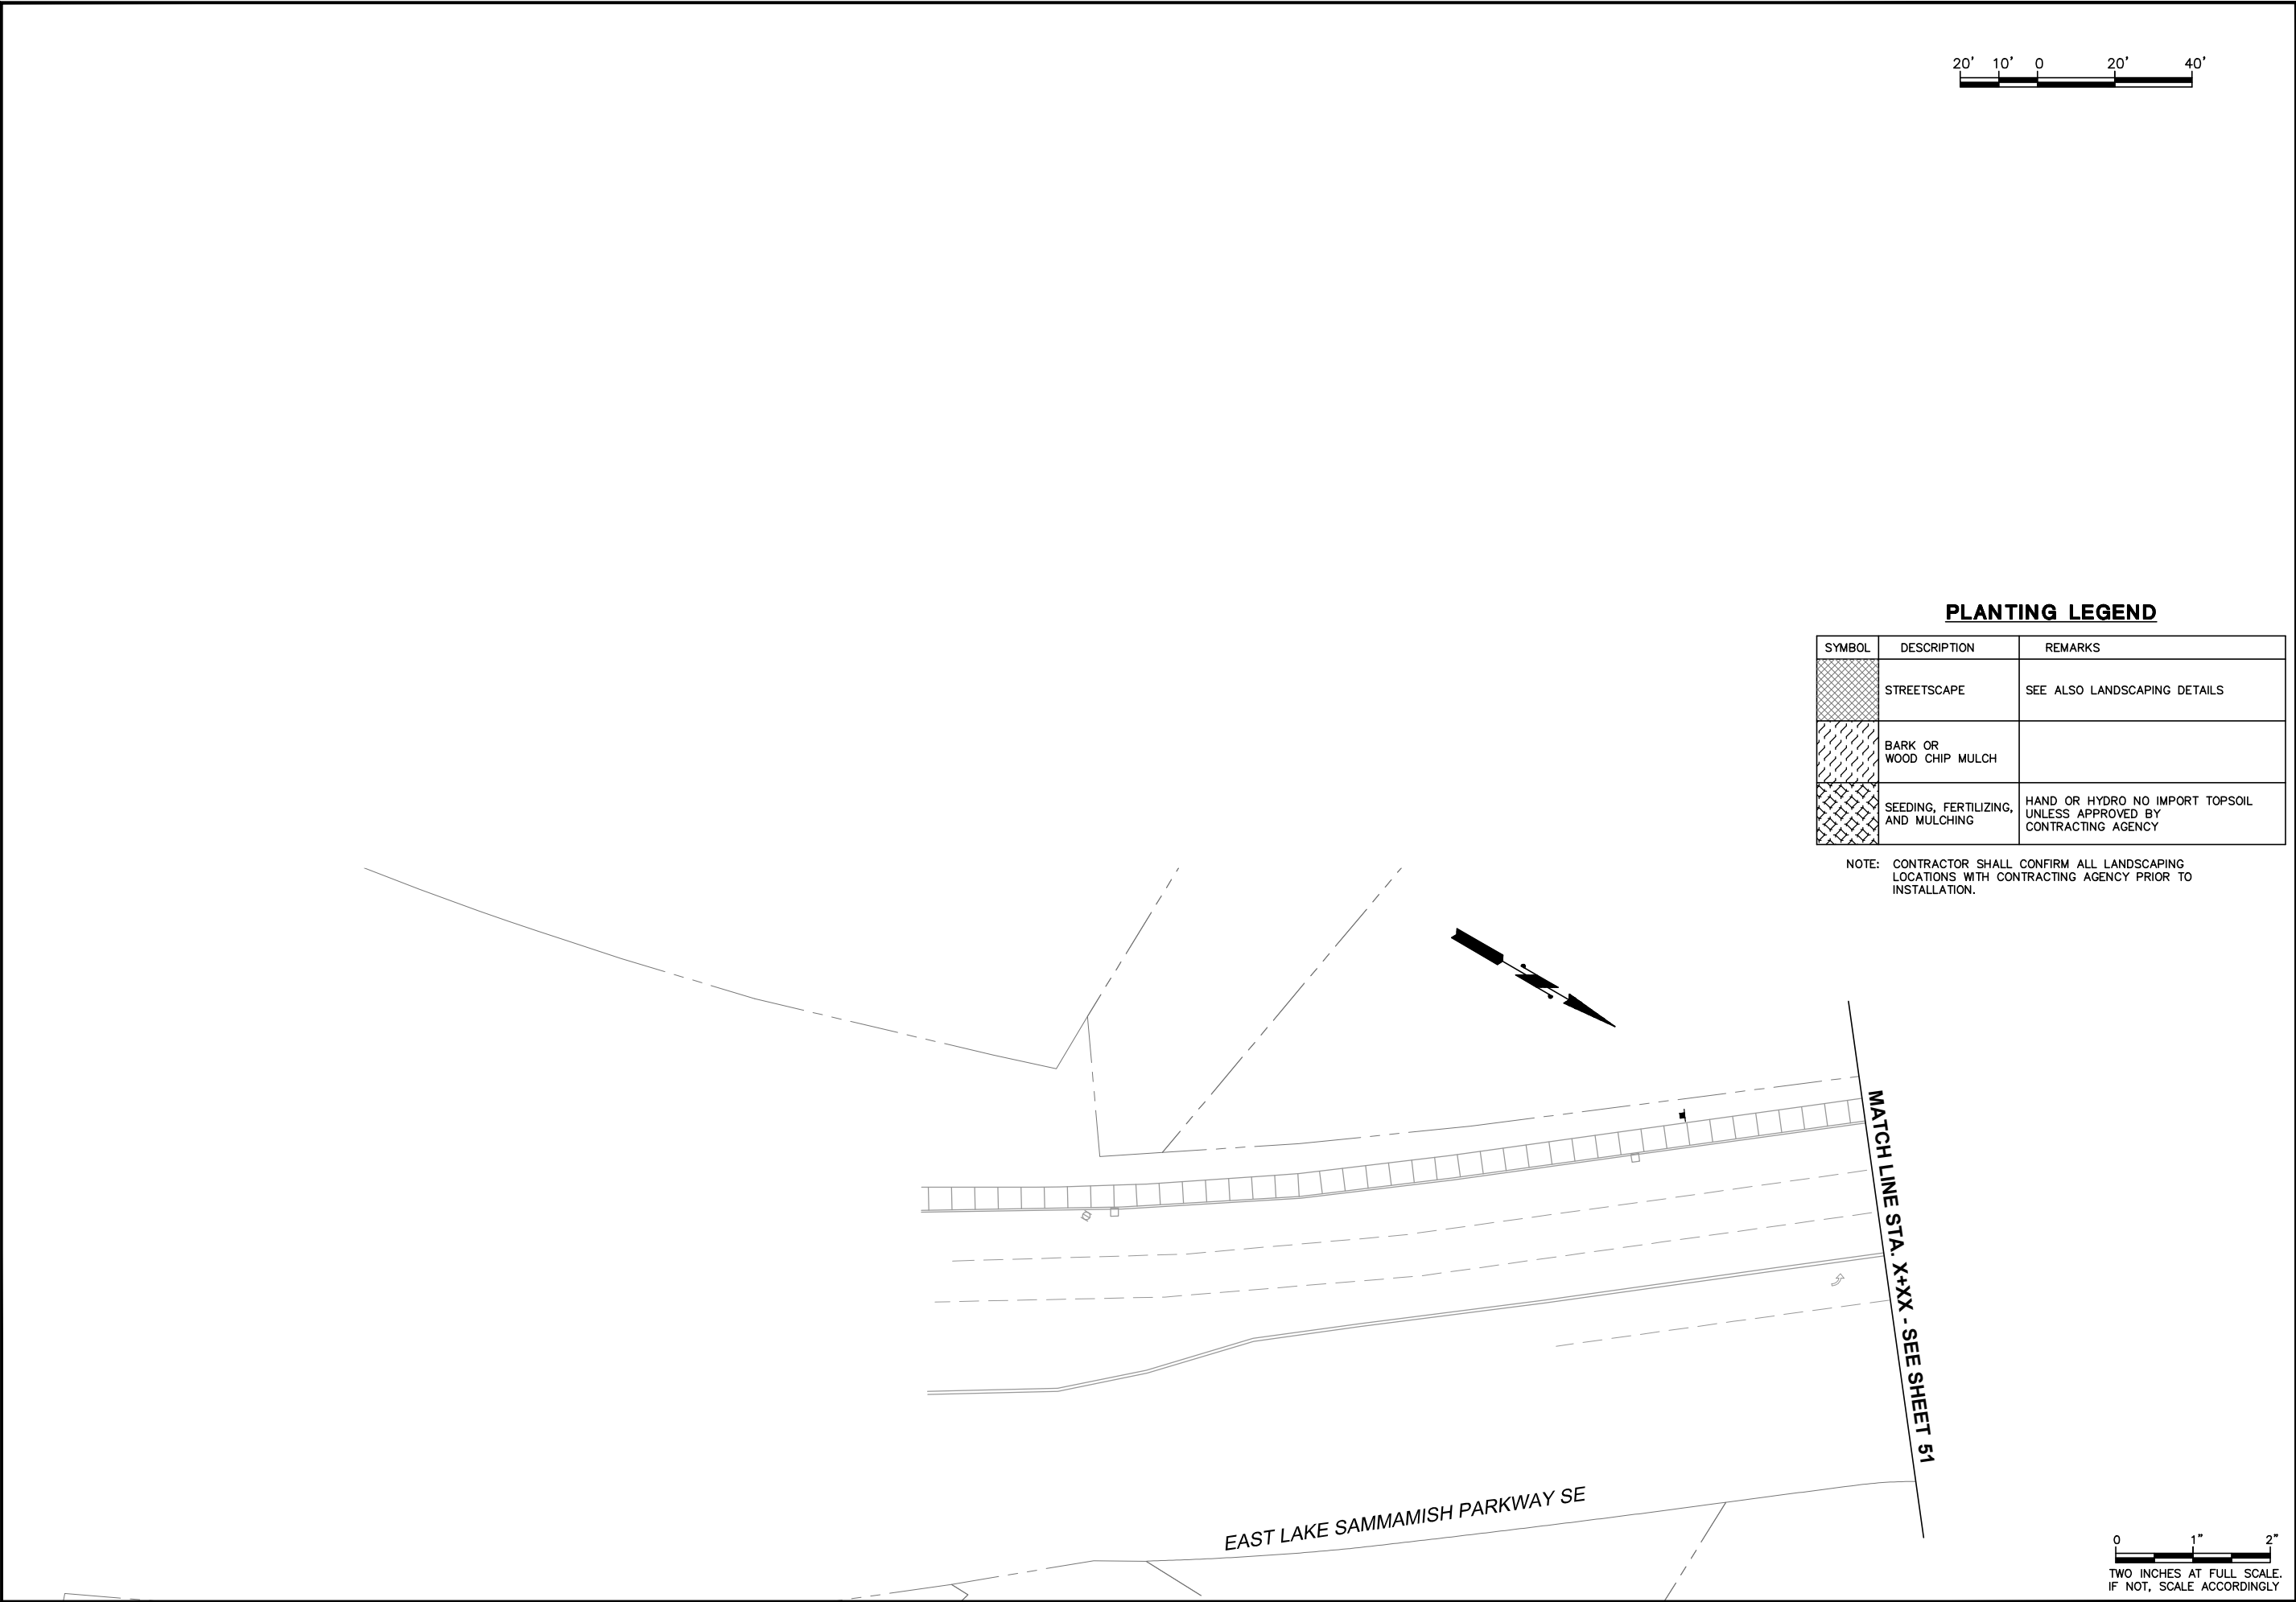 20' 10' 0 20' 40'
PLANTING LEGEND
SYMBOL DESCRIPTION REMARKS
STREETSCAPE SEE ALSO LANDSCAPING DETAILS
BARK OR
WOOD CHIP MULCH
SEEDING, FERTILIZING,
AND MULCHING
HAND OR HYDRO NO IMPORT TOPSOIL
UNLESS APPROVED BY
CONTRACTING AGENCY
NOTE: CONTRACTOR SHALL CONFIRM ALL LANDSCAPING
LOCATIONS WITH CONTRACTING AGENCY PRIOR TO
INSTALLATION.
N
MATCH LINE STA. X+XX - SEE SHEET 51
EAST LAKE SAMMAMISH PARKWAY SE
0 1" 2"
TWO INCHES AT FULL SCALE.
IF NOT, SCALE ACCORDINGLY